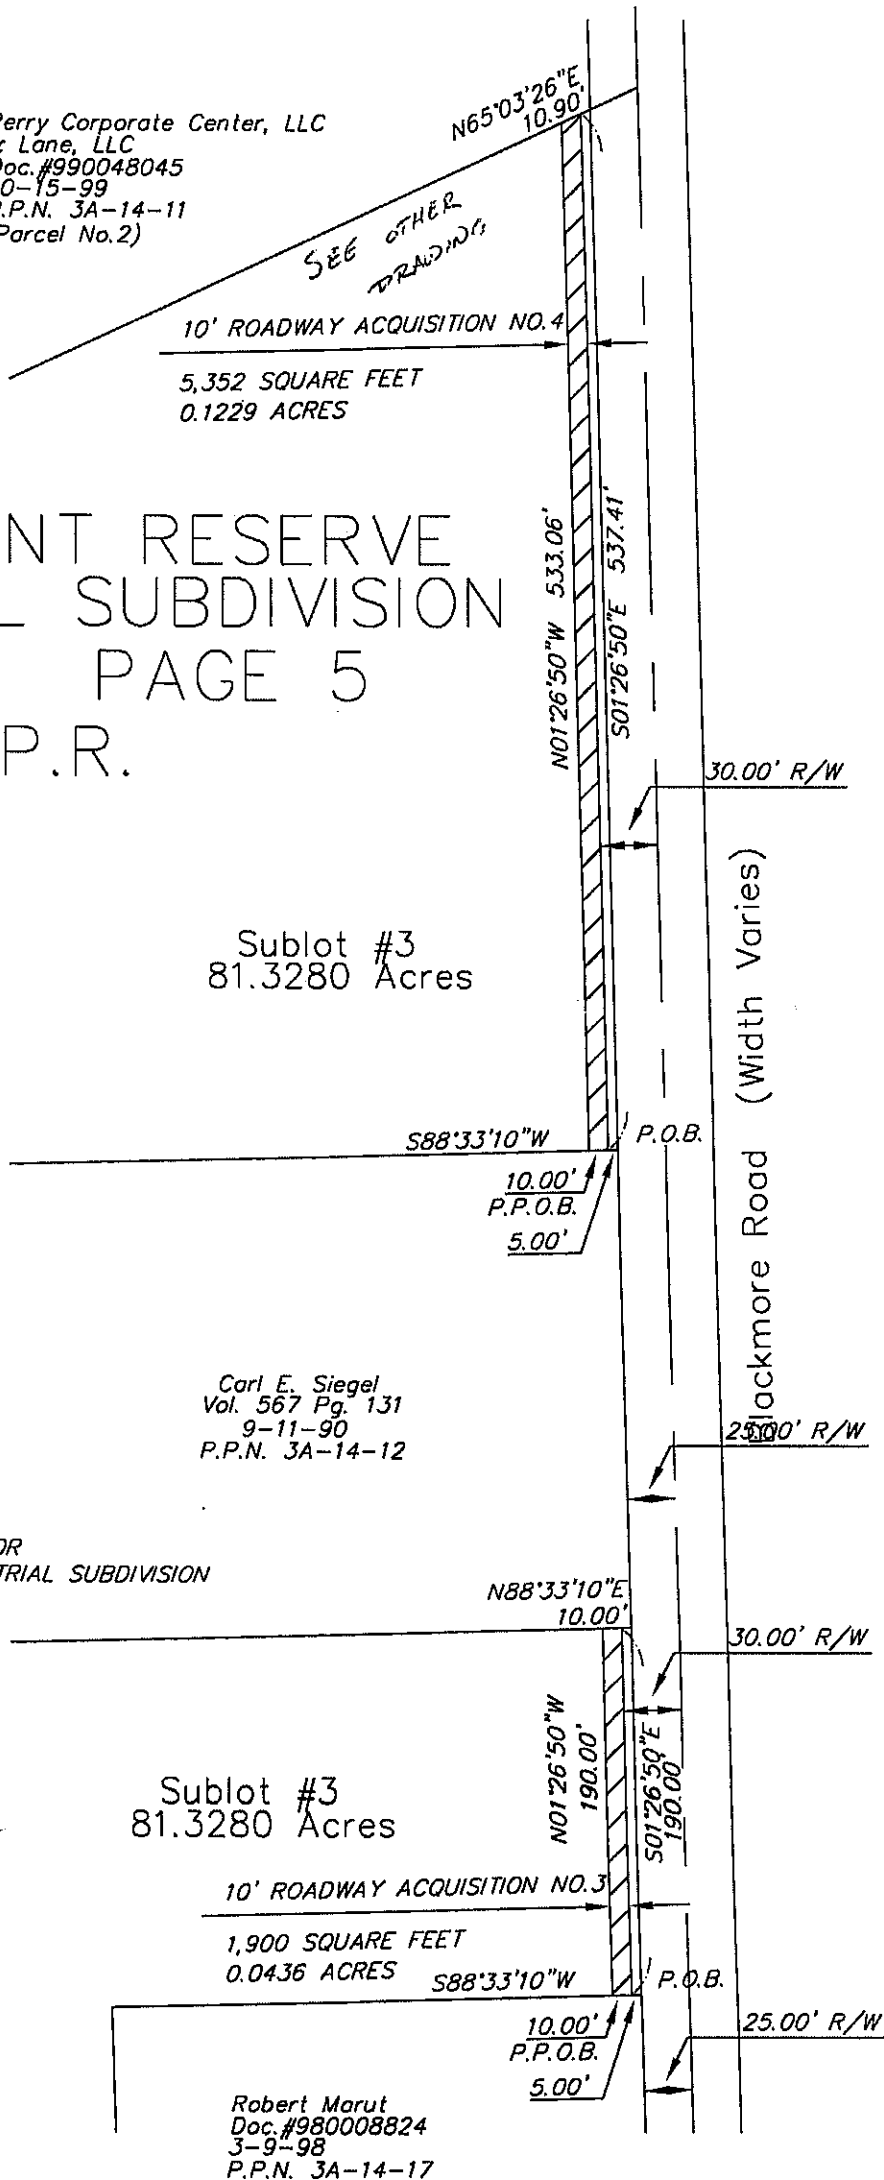 Perry Corporate Center, LLC
Lane, LLC
Doc.#990048045
0-15-99
P.P.N. 3A-14-11
Parcel No.2)
N65°03'26"E
10.90'
SEE OTHER
DRAWING
10' ROADWAY ACQUISITION NO.4
5,352 SQUARE FEET
0.1229 ACRES
NT RESERVE
L SUBDIVISION
PAGE 5
P.R.
N01°26'50"W 533.06'
S01°26'50"E 537.41'
30.00' R/W
Sublot #3
81.3280 Acres
Blackmore Road (Width Varies)
S88°33'10"W
P.O.B.
10.00'
P.P.O.B.
5.00'
Carl E. Siegel
Vol. 567 Pg. 131
9-11-90
P.P.N. 3A-14-12
25.00' R/W
OR
TRIAL SUBDIVISION
N88°33'10"E
10.00'
30.00' R/W
N01°26'50"W
190.00'
S01°26'50"E
190.00'
Sublot #3
81.3280 Acres
10' ROADWAY ACQUISITION NO.3
1,900 SQUARE FEET
0.0436 ACRES
S88°33'10"W
P.O.B.
10.00'
P.P.O.B.
25.00' R/W
5.00'
Robert Marut
Doc.#980008824
3-9-98
P.P.N. 3A-14-17